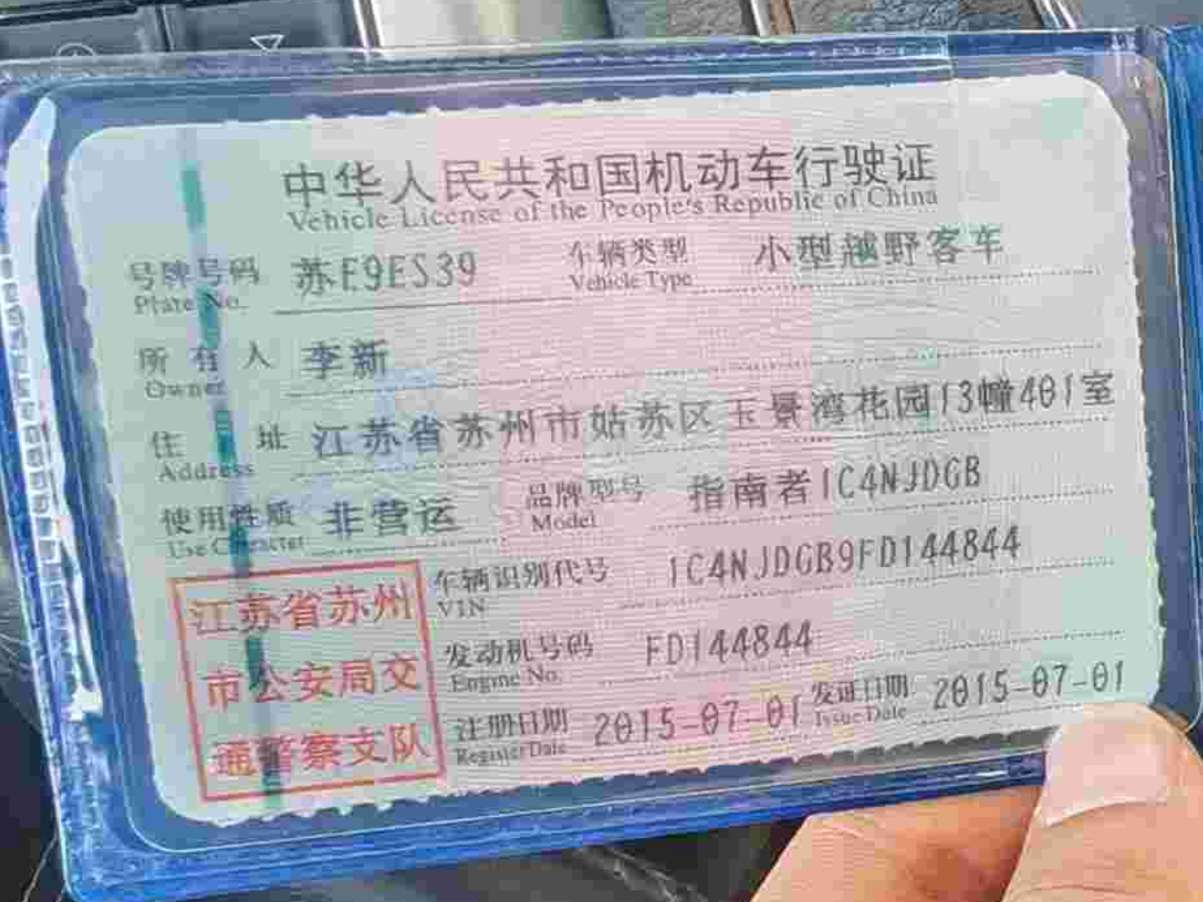 中华人民共和国机动车行驶证
Vehicle License of the People's Republic of China
号牌号码 苏E9ES39 车辆类型 小型越野客车
Plate No. Vehicle Type
所有人 李新
Owner
住址 江苏省苏州市姑苏区玉景湾花园13幢401室
Address
使用性质 非营运 品牌型号 指南者1C4NJDCB
Use Character Model
车辆识别代号 1C4NJDCB9FD144844
VIN
发动机号码 FD144844
Engine No.
注册日期 2015-07-01 发证日期 2015-07-01
Register Date Issue Date
江苏省苏州
市公安局交
通警察支队